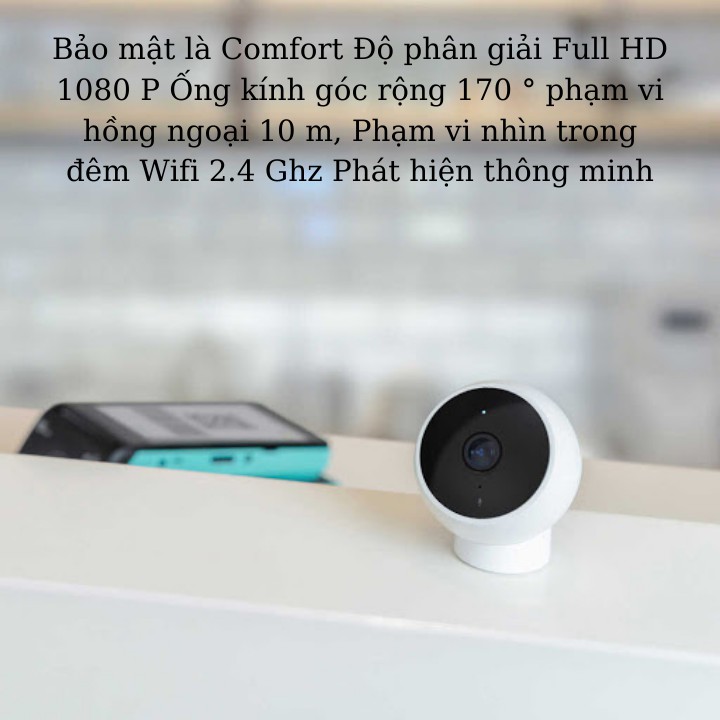 Bảo mật là Comfort Độ phân giải Full HD
1080 P Ống kính góc rộng 170 ° phạm vi
hồng ngoại 10 m, Phạm vi nhìn trong
đêm Wifi 2.4 Ghz Phát hiện thông minh